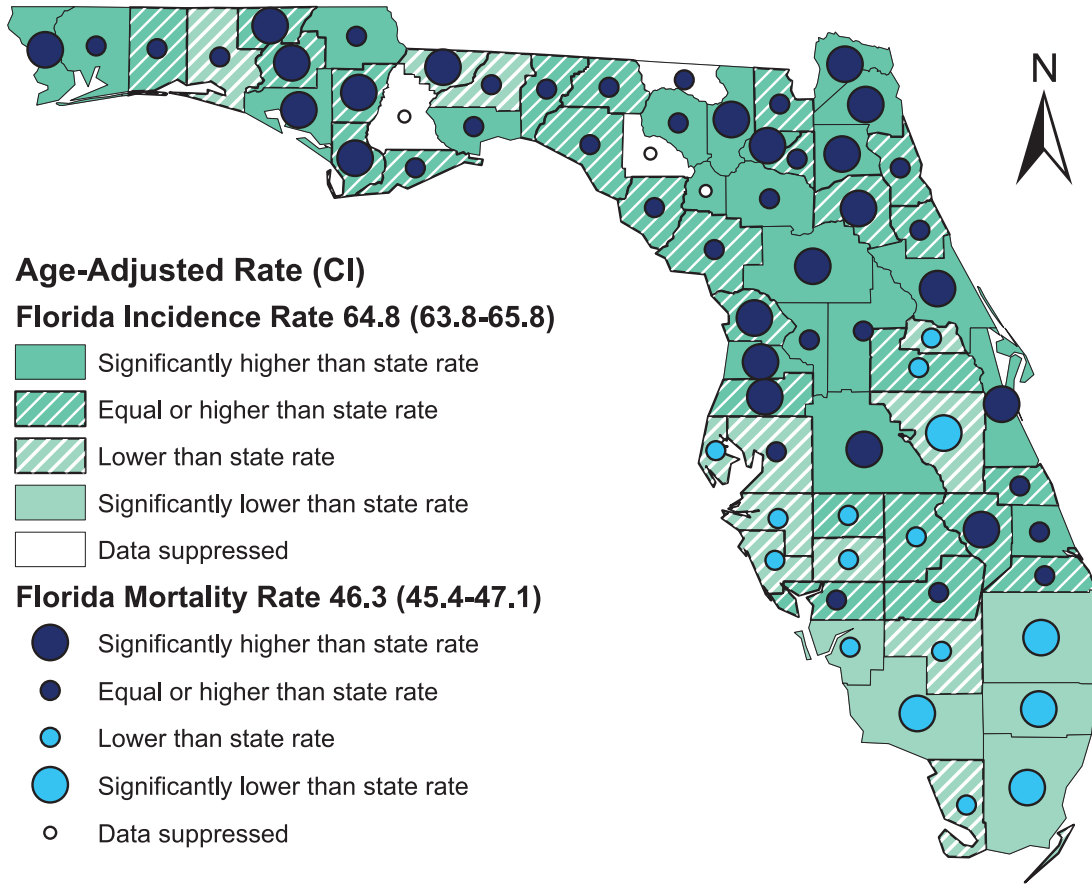 N
Age-Adjusted Rate (CI)
Florida Incidence Rate 64.8 (63.8-65.8)
Significantly higher than state rate
Equal or higher than state rate
Lower than state rate
Significantly lower than state rate
Data suppressed
Florida Mortality Rate 46.3 (45.4-47.1)
Significantly higher than state rate
Equal or higher than state rate
Lower than state rate
Significantly lower than state rate
Data suppressed